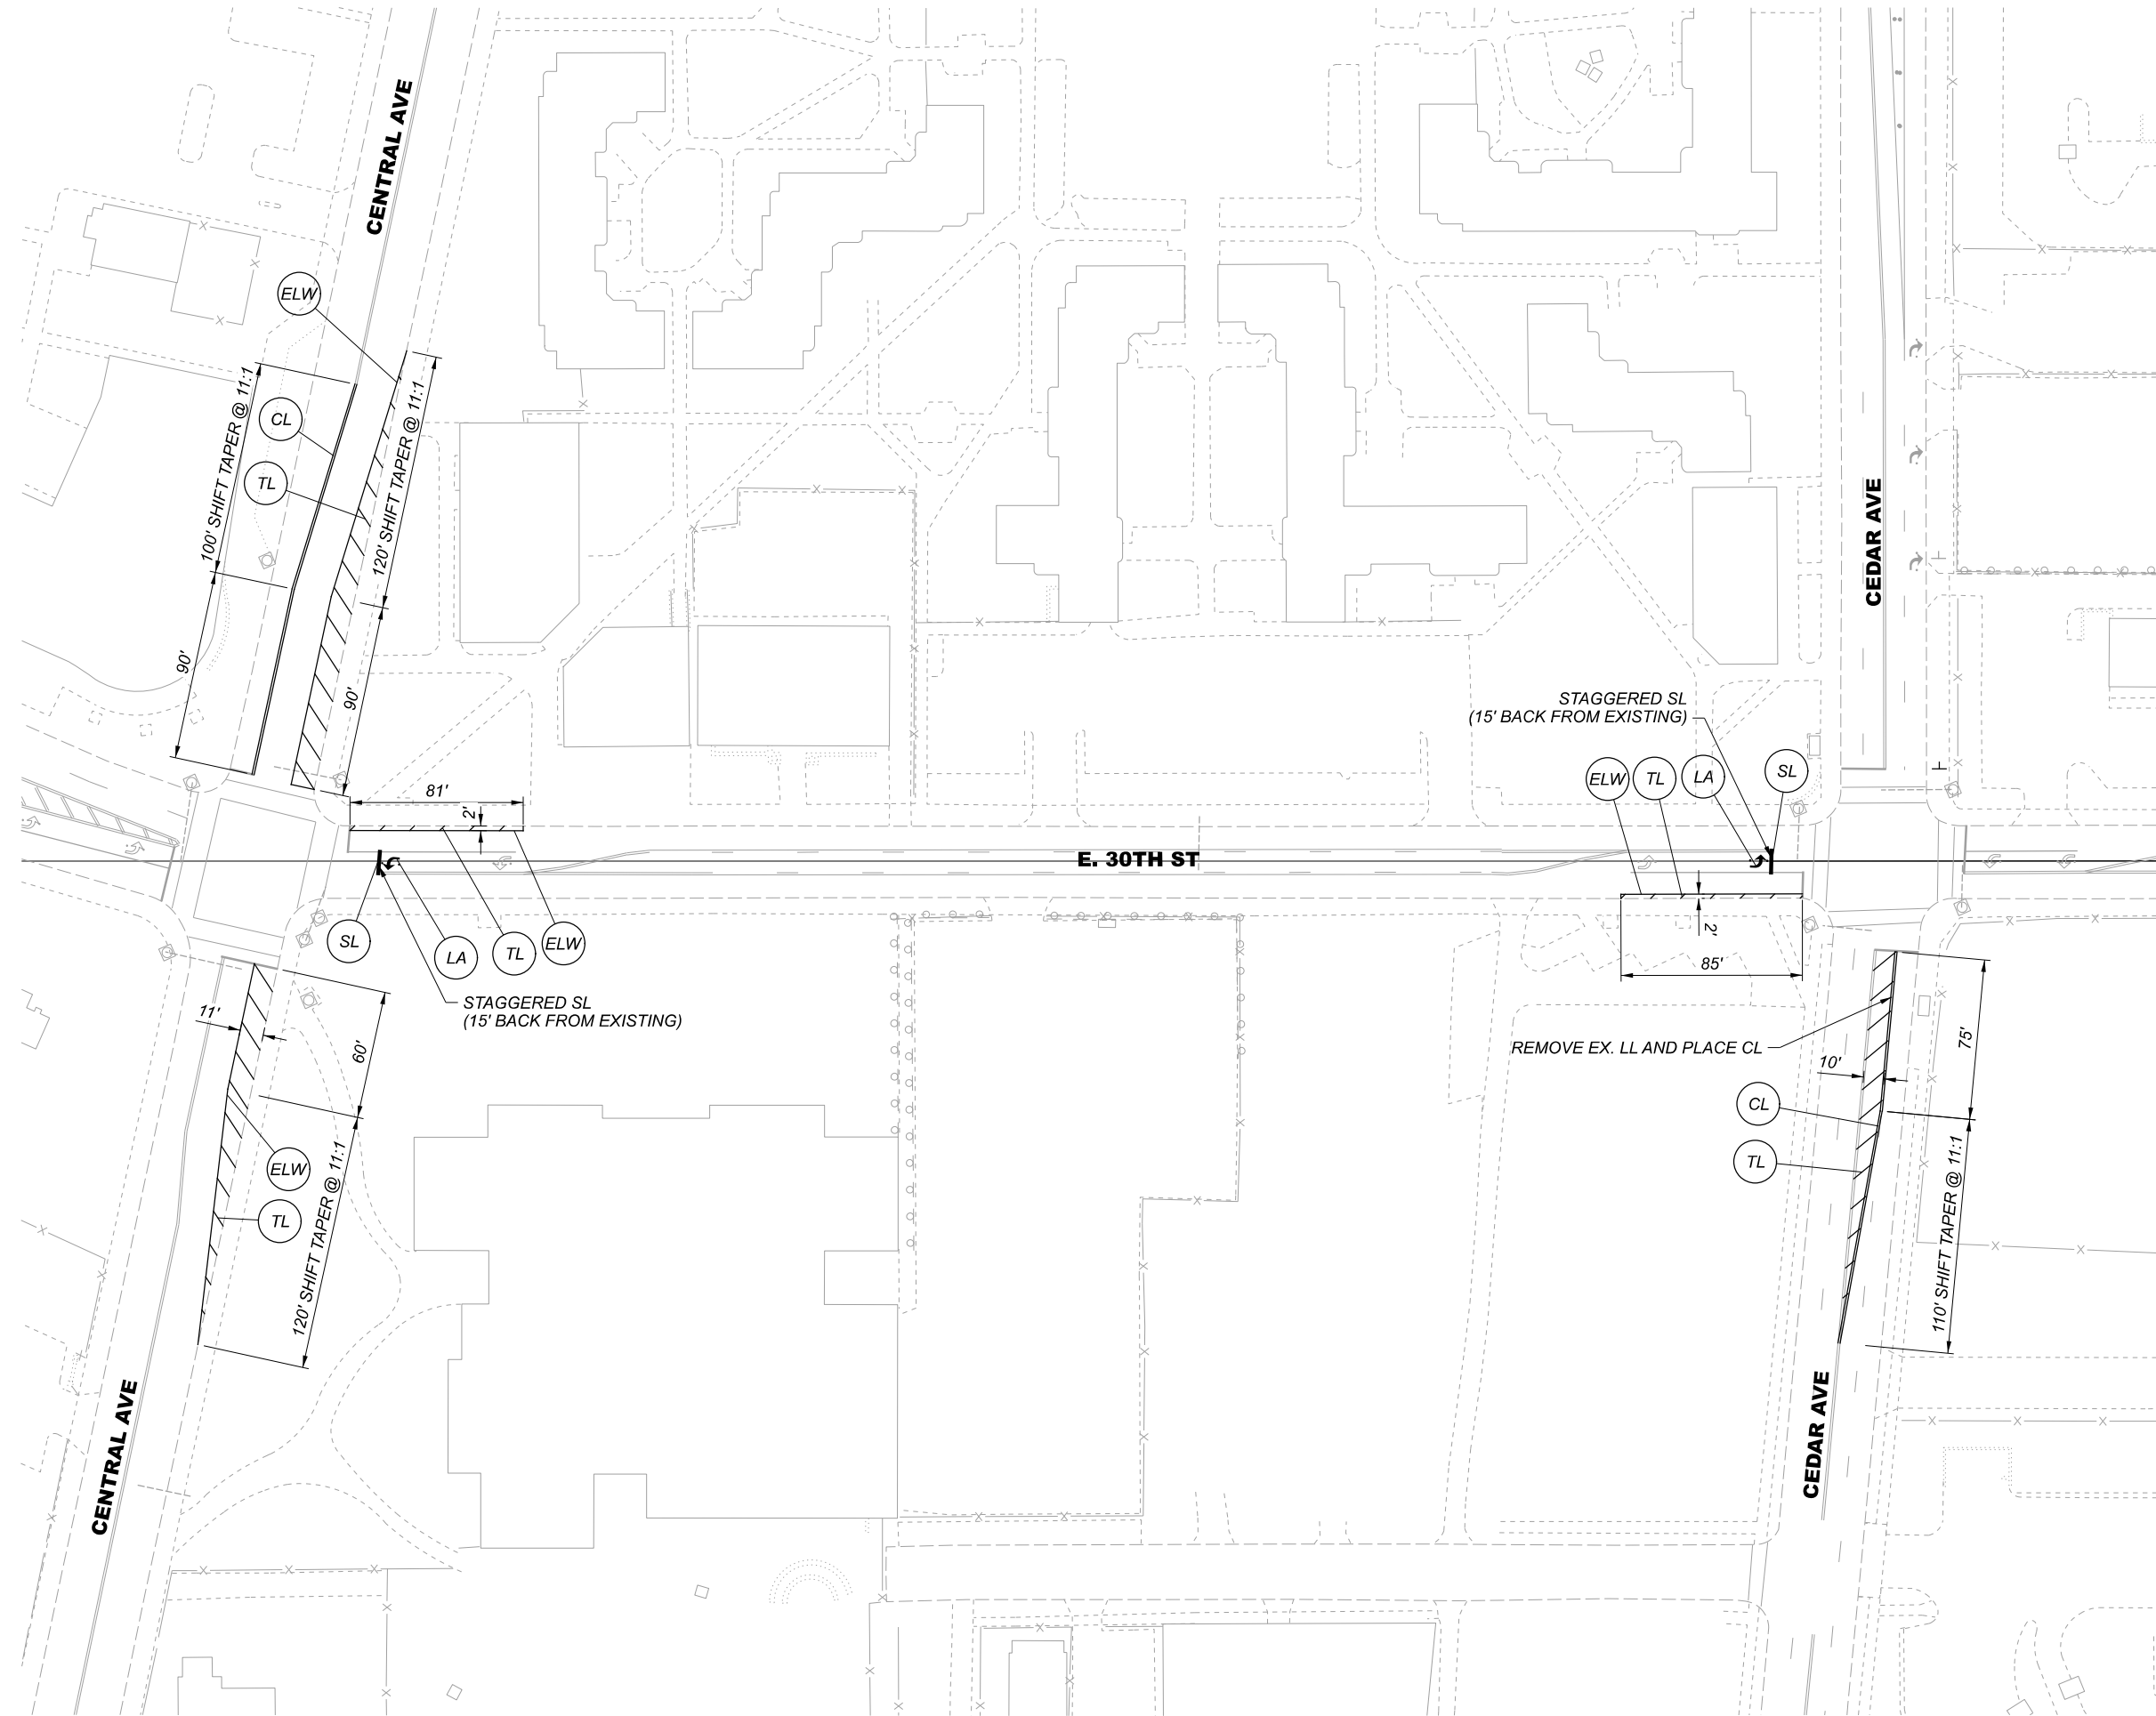 CENTRAL AVE
ELW
CL
TL
100' SHIFT TAPER @ 11:1
120' SHIFT TAPER @ 11:1
90'
90'
CEDAR AVE
STAGGERED SL
(15' BACK FROM EXISTING)
ELW
TL
LA
SL
81'
2'
E. 30TH ST
SL
LA
TL
ELW
STAGGERED SL
(15' BACK FROM EXISTING)
2'
85'
11'
60'
REMOVE EX. LL AND PLACE CL
10'
75'
CL
TL
ELW
TL
120' SHIFT TAPER @ 11:1
110' SHIFT TAPER @ 11:1
CENTRAL AVE
CEDAR AVE